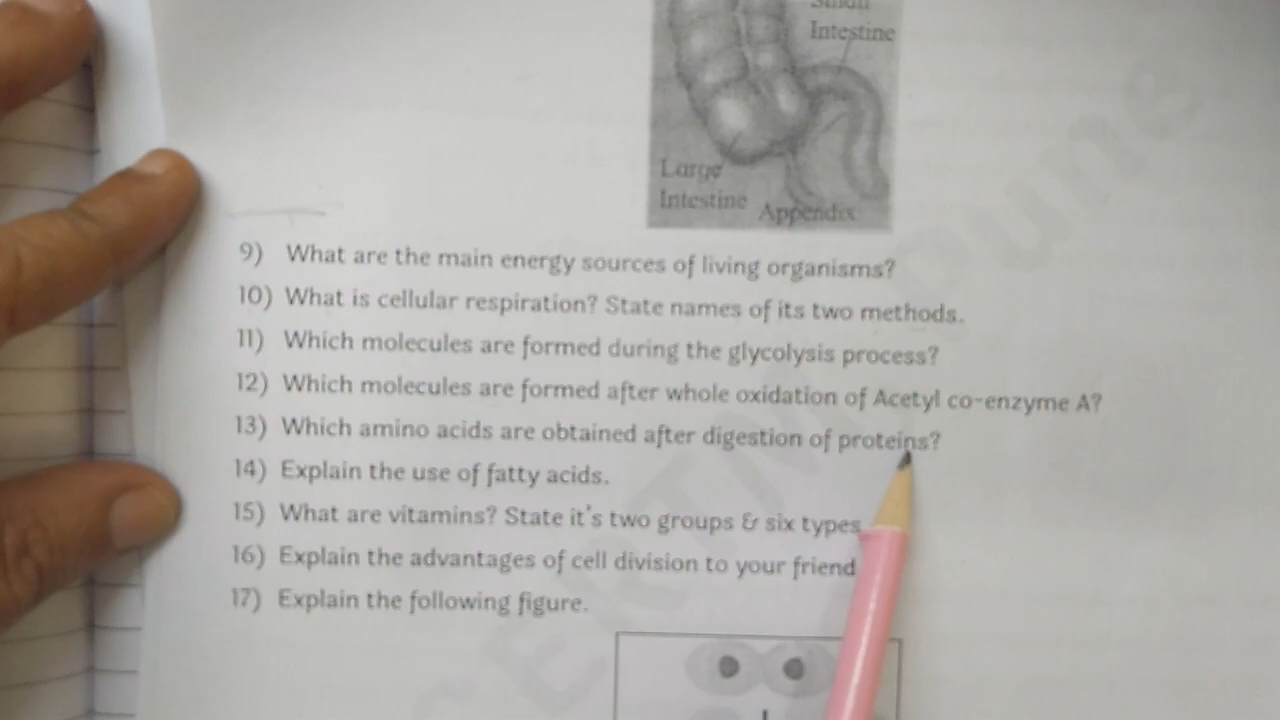 Small
Intestine
Large
Intestine
Appendix
9) What are the main energy sources of living organisms?
10) What is cellular respiration? State names of its two methods.
11) Which molecules are formed during the glycolysis process?
12) Which molecules are formed after whole oxidation of Acetyl co-enzyme A?
13) Which amino acids are obtained after digestion of proteins?
14) Explain the use of fatty acids.
15) What are vitamins? State it's two groups & six types
16) Explain the advantages of cell division to your friend
17) Explain the following figure.